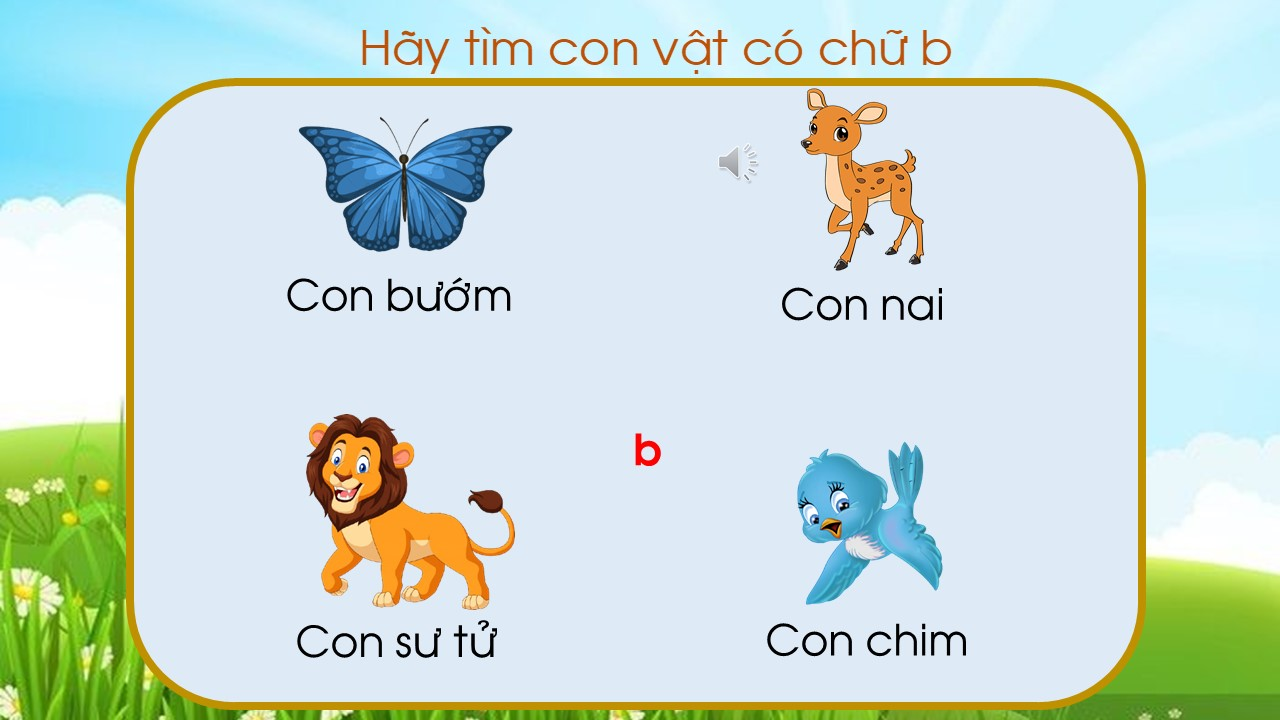 Hãy tìm con vật có chữ b
Con bướm
Con nai
b
Con sư tử
Con chim